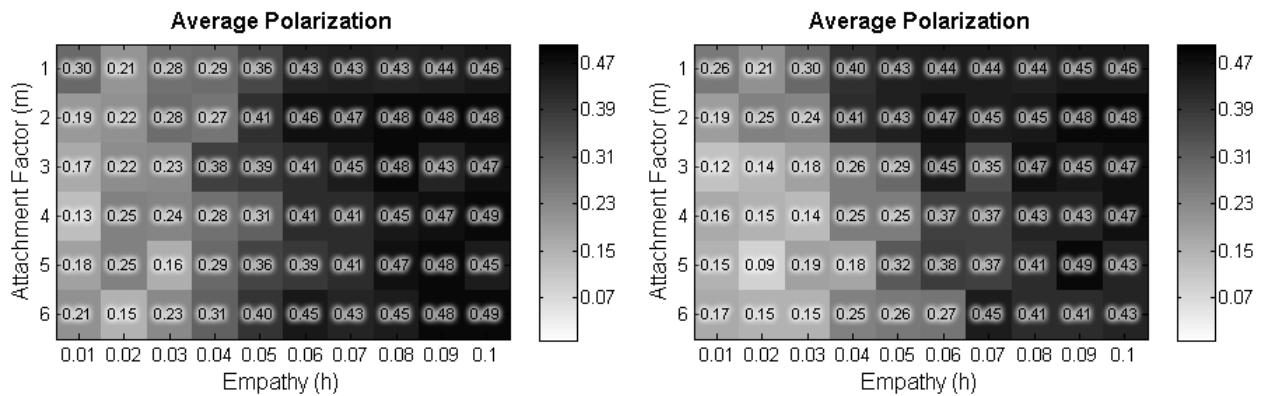 Average Polarization
Attachment Factor (m)
1 0.30 0.21 0.28 0.29 0.36 0.43 0.43 0.43 0.44 0.46
2 0.19 0.22 0.28 0.27 0.41 0.46 0.47 0.48 0.48 0.48
3 0.17 0.22 0.23 0.38 0.39 0.41 0.45 0.48 0.43 0.47
4 0.13 0.25 0.24 0.28 0.31 0.41 0.41 0.45 0.47 0.49
5 0.18 0.25 0.16 0.29 0.36 0.39 0.41 0.47 0.48 0.45
6 0.21 0.15 0.23 0.31 0.40 0.45 0.43 0.45 0.48 0.49
0.01 0.02 0.03 0.04 0.05 0.06 0.07 0.08 0.09 0.1
Empathy (h)
0.47
0.39
0.31
0.23
0.15
0.07
Average Polarization
Attachment Factor (m)
1 0.26 0.21 0.30 0.40 0.43 0.44 0.44 0.44 0.45 0.46
2 0.19 0.25 0.24 0.41 0.43 0.47 0.45 0.45 0.48 0.48
3 0.12 0.14 0.18 0.26 0.29 0.45 0.35 0.47 0.45 0.47
4 0.16 0.15 0.14 0.25 0.25 0.37 0.37 0.43 0.43 0.47
5 0.15 0.09 0.19 0.18 0.32 0.38 0.37 0.41 0.49 0.43
6 0.17 0.15 0.15 0.25 0.26 0.27 0.45 0.41 0.41 0.43
0.01 0.02 0.03 0.04 0.05 0.06 0.07 0.08 0.09 0.1
Empathy (h)
0.47
0.39
0.31
0.23
0.15
0.07